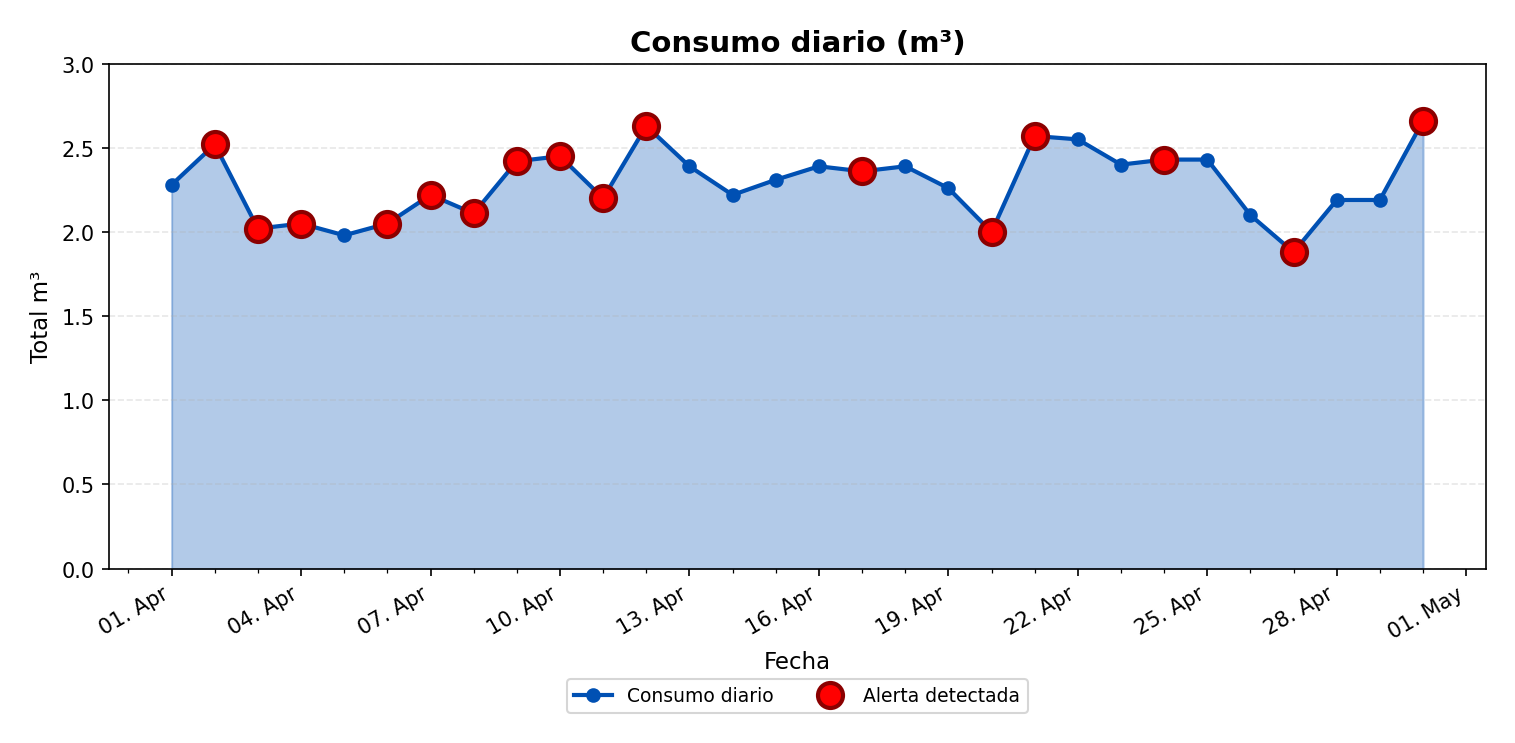 Consumo diario (m³)
Total m³
3.0
2.5
2.0
1.5
1.0
0.5
0.0
01. Apr
04. Apr
07. Apr
10. Apr
13. Apr
16. Apr
19. Apr
22. Apr
25. Apr
28. Apr
01. May
Fecha
Consumo diario
Alerta detectada